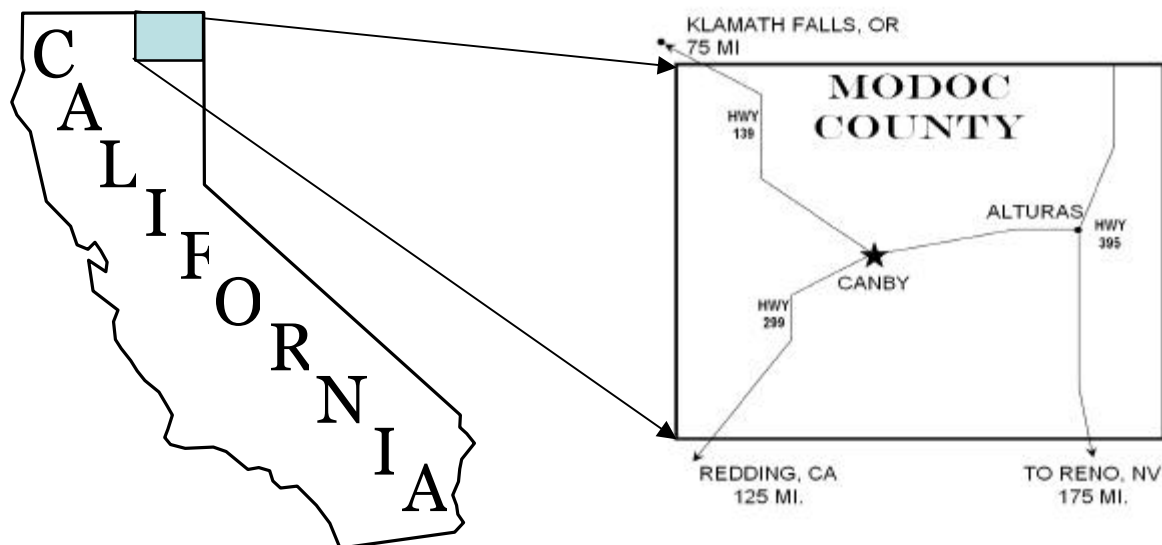 CALIFORNIA
KLAMATH FALLS, OR
75 MI
MODOC
COUNTY
HWY
139
ALTURAS
HWY
395
CANBY
HWY
299
REDDING, CA
125 MI.
TO RENO, NV
175 MI.